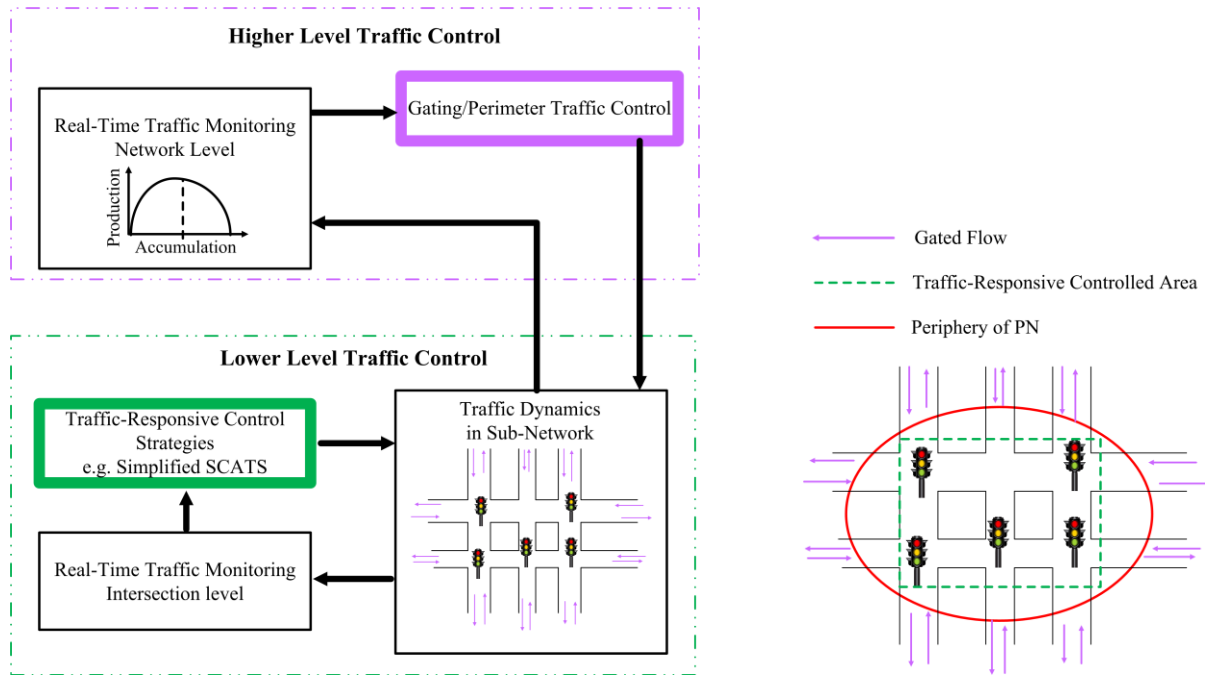 Higher Level Traffic Control
Real-Time Traffic Monitoring
Network Level
Production
Accumulation
Gating/Perimeter Traffic Control
Lower Level Traffic Control
Traffic-Responsive Control
Strategies
e.g. Simplified SCATS
Real-Time Traffic Monitoring
Intersection level
Traffic Dynamics
in Sub-Network
Gated Flow
Traffic-Responsive Controlled Area
Periphery of PN